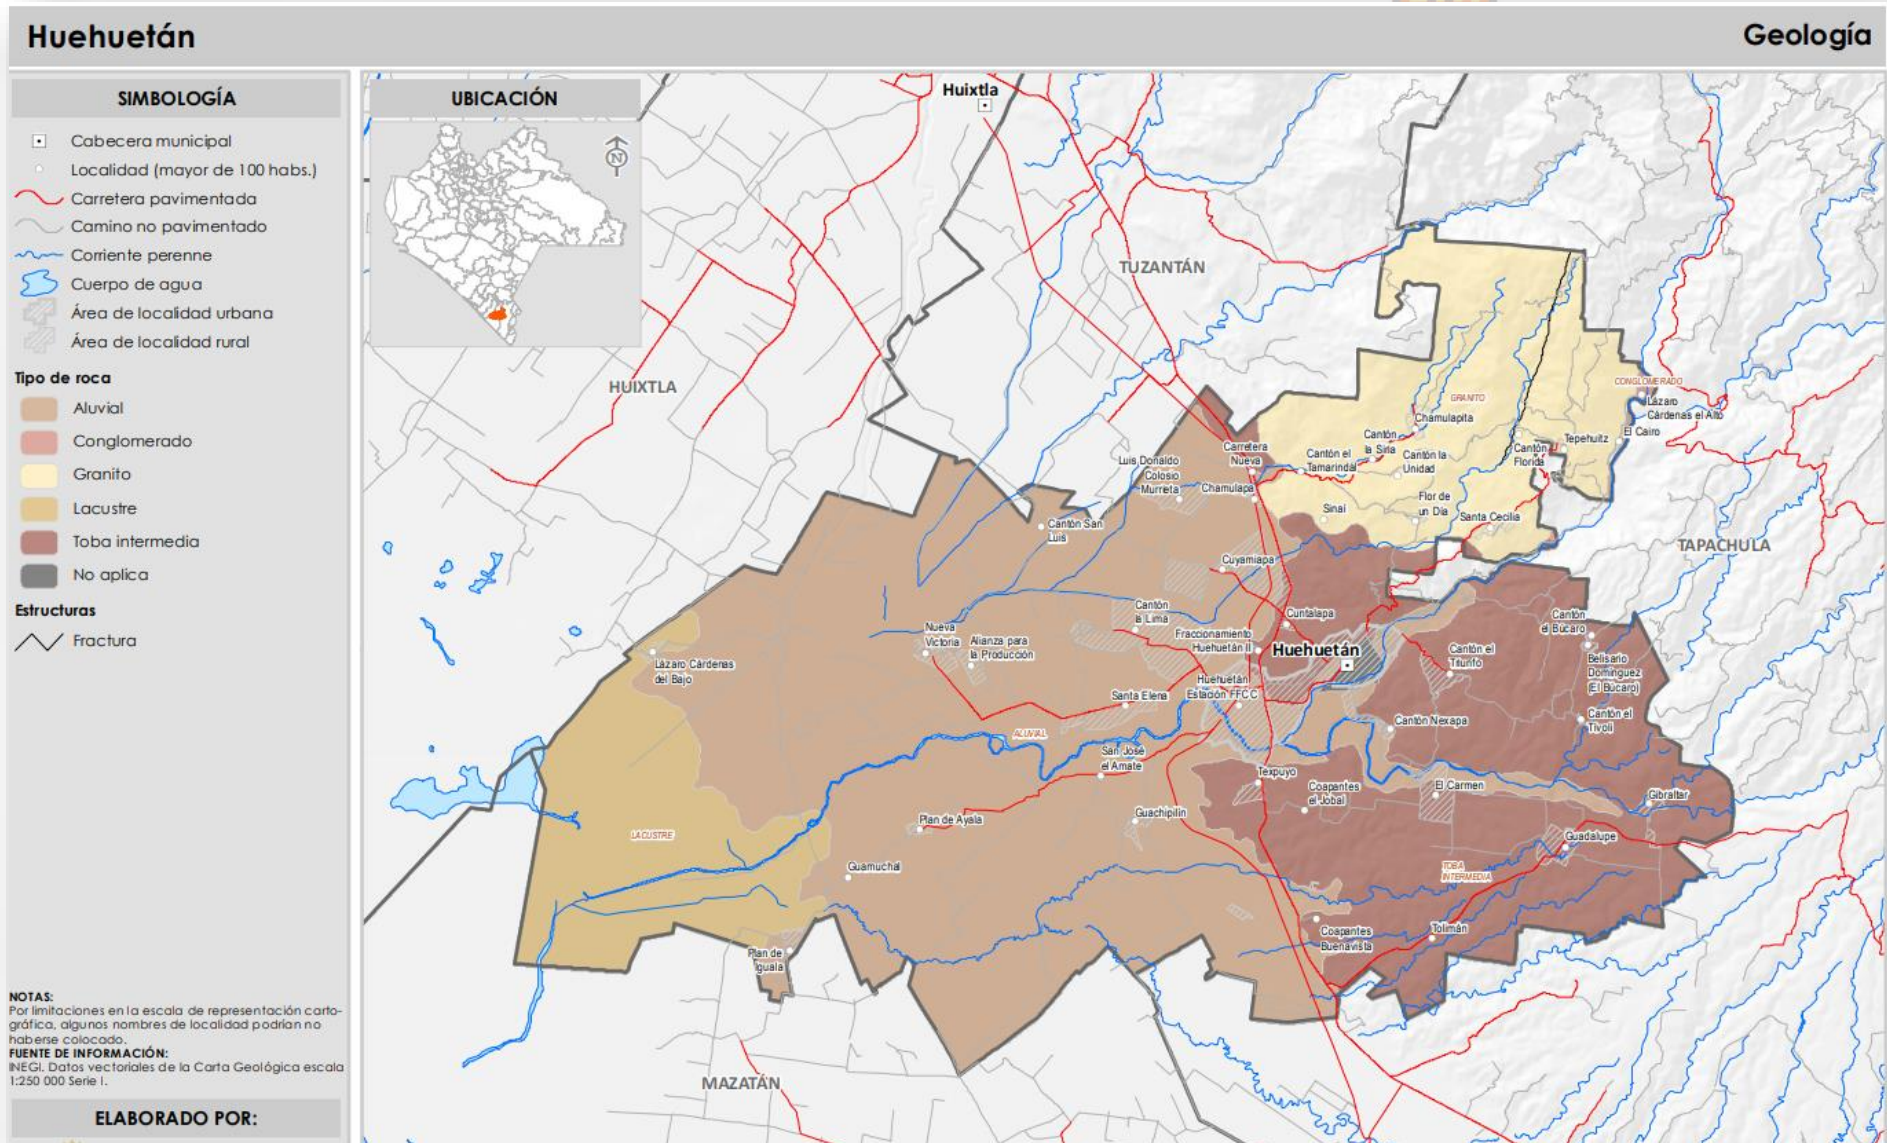 Huehuetán
Geología
SIMBOLOGÍA
Cabecera municipal
Localidad (mayor de 100 habs.)
Carretera pavimentada
Camino no pavimentado
Corriente perenne
Cuerpo de agua
Área de localidad urbana
Área de localidad rural
Tipo de roca
Aluvial
Conglomerado
Granito
Lacustre
Toba intermedia
No aplica
Estructuras
Fractura
NOTAS:
Por limitaciones en la escala de representación carto-
gráfica, algunos nombres de localidad podrían no
haberse colocado.
FUENTE DE INFORMACIÓN:
INEGI. Datos vectoriales de la Carta Geológica escala
1:250 000 Serie I.
ELABORADO POR:
UBICACIÓN
N
Huixtla
TUZANTÁN
HUIXTLA
CONGLOMERADO
Lázaro
Cárdenas el Alto
GRANITO
Chamulapita
El Cairo
Tepehuitz
Cantón
la Siria
Cantón
Florida
Carretera
Nueva
Cantón el
Tamarindal
Cantón la
Unidad
Luis Donaldo
Colosio
Murrieta
Chamulapa
Flor de
un Día
Sinaí
Santa Cecilia
Cantón San
Luis
TAPACHULA
Cuyamiapa
Cantón
la Lima
Cuntalapa
Cantón
el Búcaro
Nueva
Victoria
Alianza para
la Producción
Fraccionamiento
Huehuetán II
Huehuetán
Cantón el
Triunfo
Belisario
Domínguez
(El Búcaro)
Lázaro Cárdenas
del Bajo
Huehuetán
Estación FFCC
Santa Elena
Cantón Nexapa
Cantón el
Tívoli
ALUVIAL
San José
el Amate
Texpuyo
Coapantes
el Jobal
El Carmen
Gibraltar
Plan de Ayala
Guachipilín
LACUSTRE
Guadalupe
Guamuchal
TOBA
INTERMEDIA
Coapantes
Buenavista
Tolimán
Plan de
Iguala
MAZATÁN